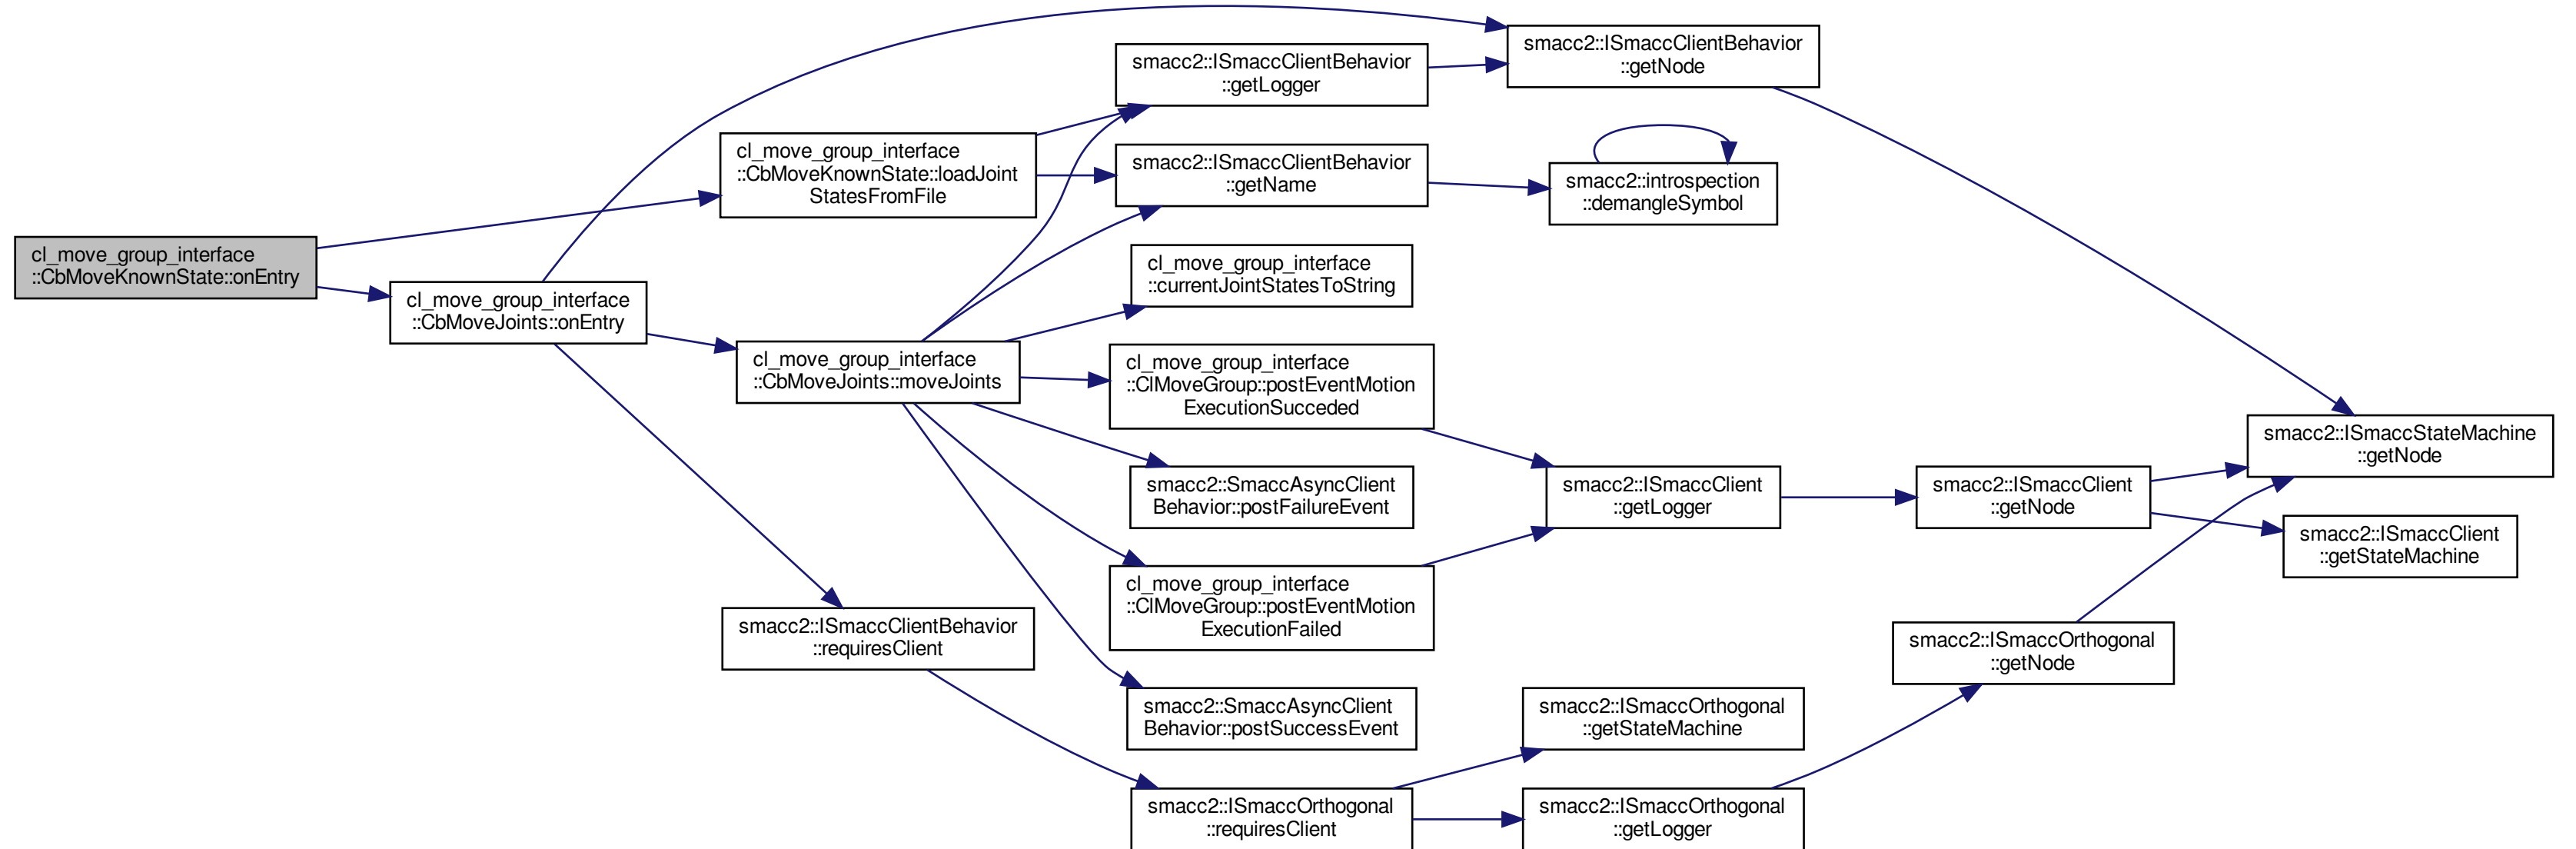 cl_move_group_interface
::CbMoveKnownState::onEntry
cl_move_group_interface
::CbMoveJoints::onEntry
cl_move_group_interface
::CbMoveKnownState::loadJoint
StatesFromFile
cl_move_group_interface
::CbMoveJoints::moveJoints
smacc2::ISmaccClientBehavior
::requiresClient
smacc2::ISmaccClientBehavior
::getLogger
smacc2::ISmaccClientBehavior
::getName
cl_move_group_interface
::currentJointStatesToString
cl_move_group_interface
::ClMoveGroup::postEventMotion
ExecutionSucceded
smacc2::SmaccAsyncClient
Behavior::postFailureEvent
cl_move_group_interface
::ClMoveGroup::postEventMotion
ExecutionFailed
smacc2::SmaccAsyncClient
Behavior::postSuccessEvent
smacc2::ISmaccOrthogonal
::requiresClient
smacc2::ISmaccClientBehavior
::getNode
smacc2::introspection
::demangleSymbol
smacc2::ISmaccClient
::getLogger
smacc2::ISmaccOrthogonal
::getStateMachine
smacc2::ISmaccOrthogonal
::getLogger
smacc2::ISmaccClient
::getNode
smacc2::ISmaccOrthogonal
::getNode
smacc2::ISmaccStateMachine
::getNode
smacc2::ISmaccClient
::getStateMachine